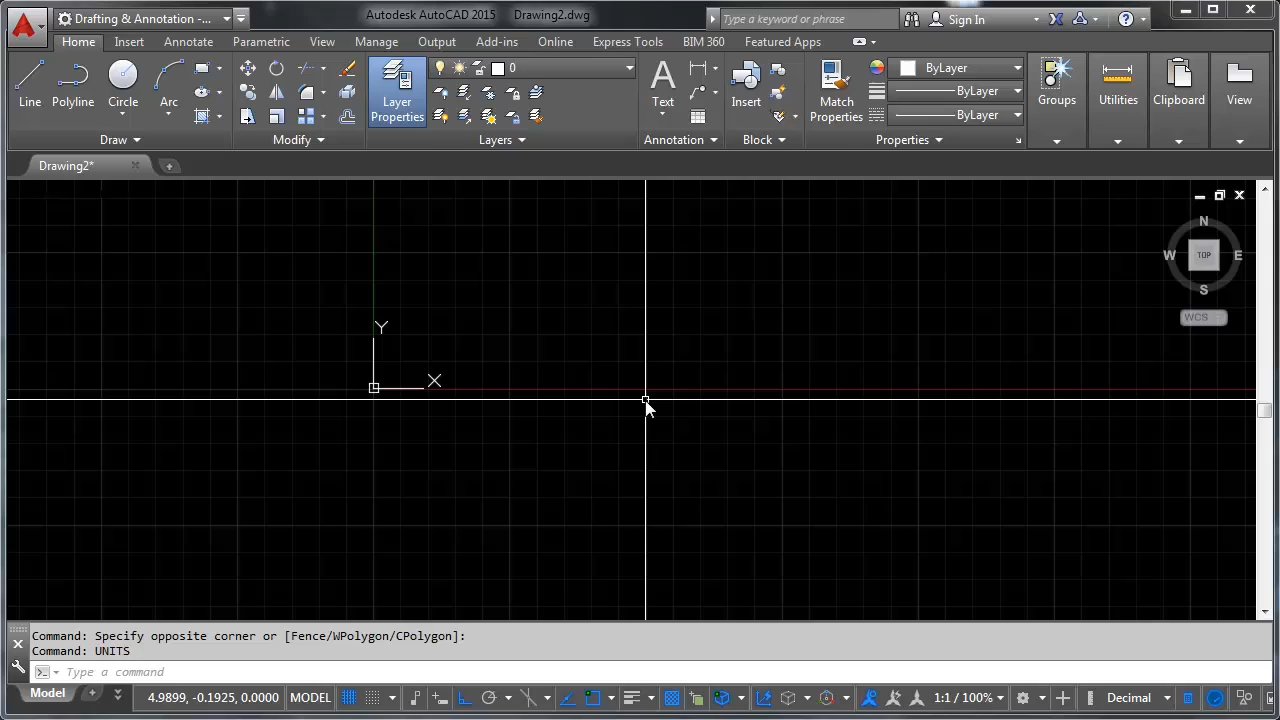 Drafting & Annotation - ...
Autodesk AutoCAD 2015 Drawing2.dwg
Type a keyword or phrase
Sign In
Home Insert Annotate Parametric View Manage Output Add-ins Online Express Tools BIM 360 Featured Apps
Line Polyline Circle Arc
Draw
Modify
Layer
Properties
0
Layers
Text
Annotation
Insert
Block
Match
Properties
ByLayer
ByLayer
ByLayer
Properties
Groups
Utilities
Clipboard
View
Drawing2*
N
W TOP E
S
WCS
Y
X
Command: Specify opposite corner or [Fence/WPolygon/CPolygon]:
Command: UNITS
Type a command
Model
4.9899, -0.1925, 0.0000 MODEL
1:1 / 100%
Decimal